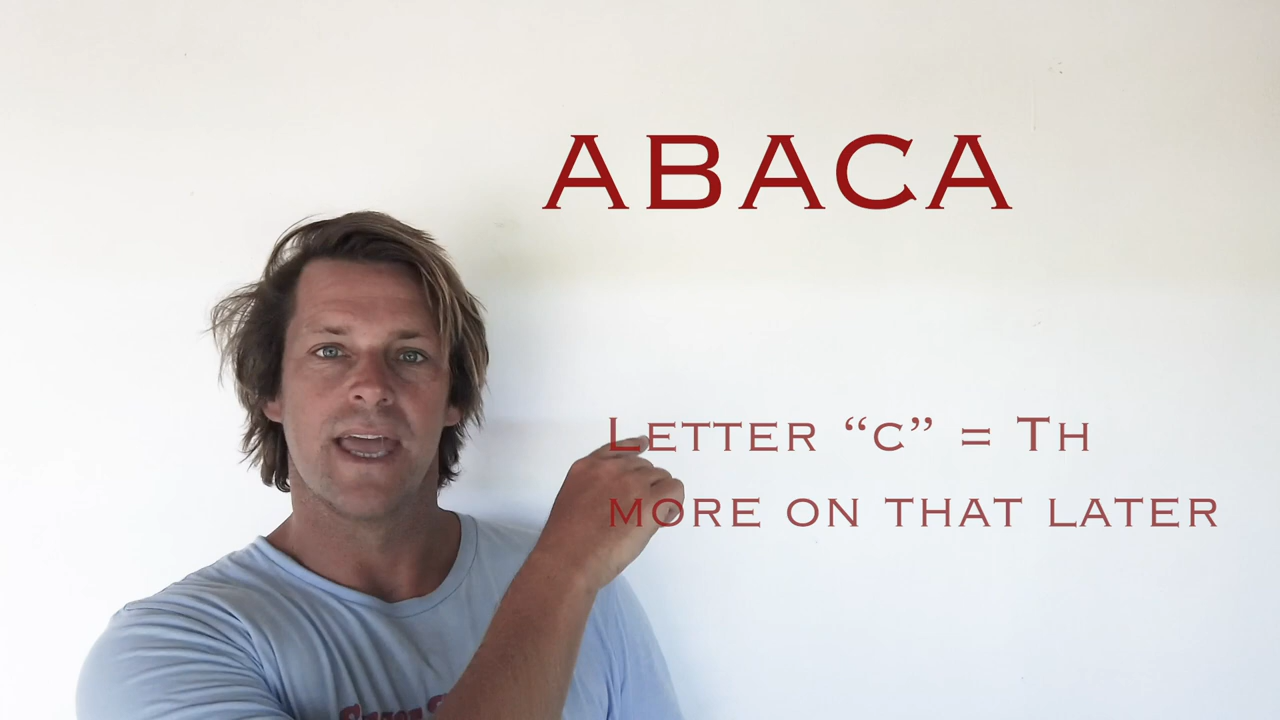 ABACA
LETTER “C” = TH
MORE ON THAT LATER